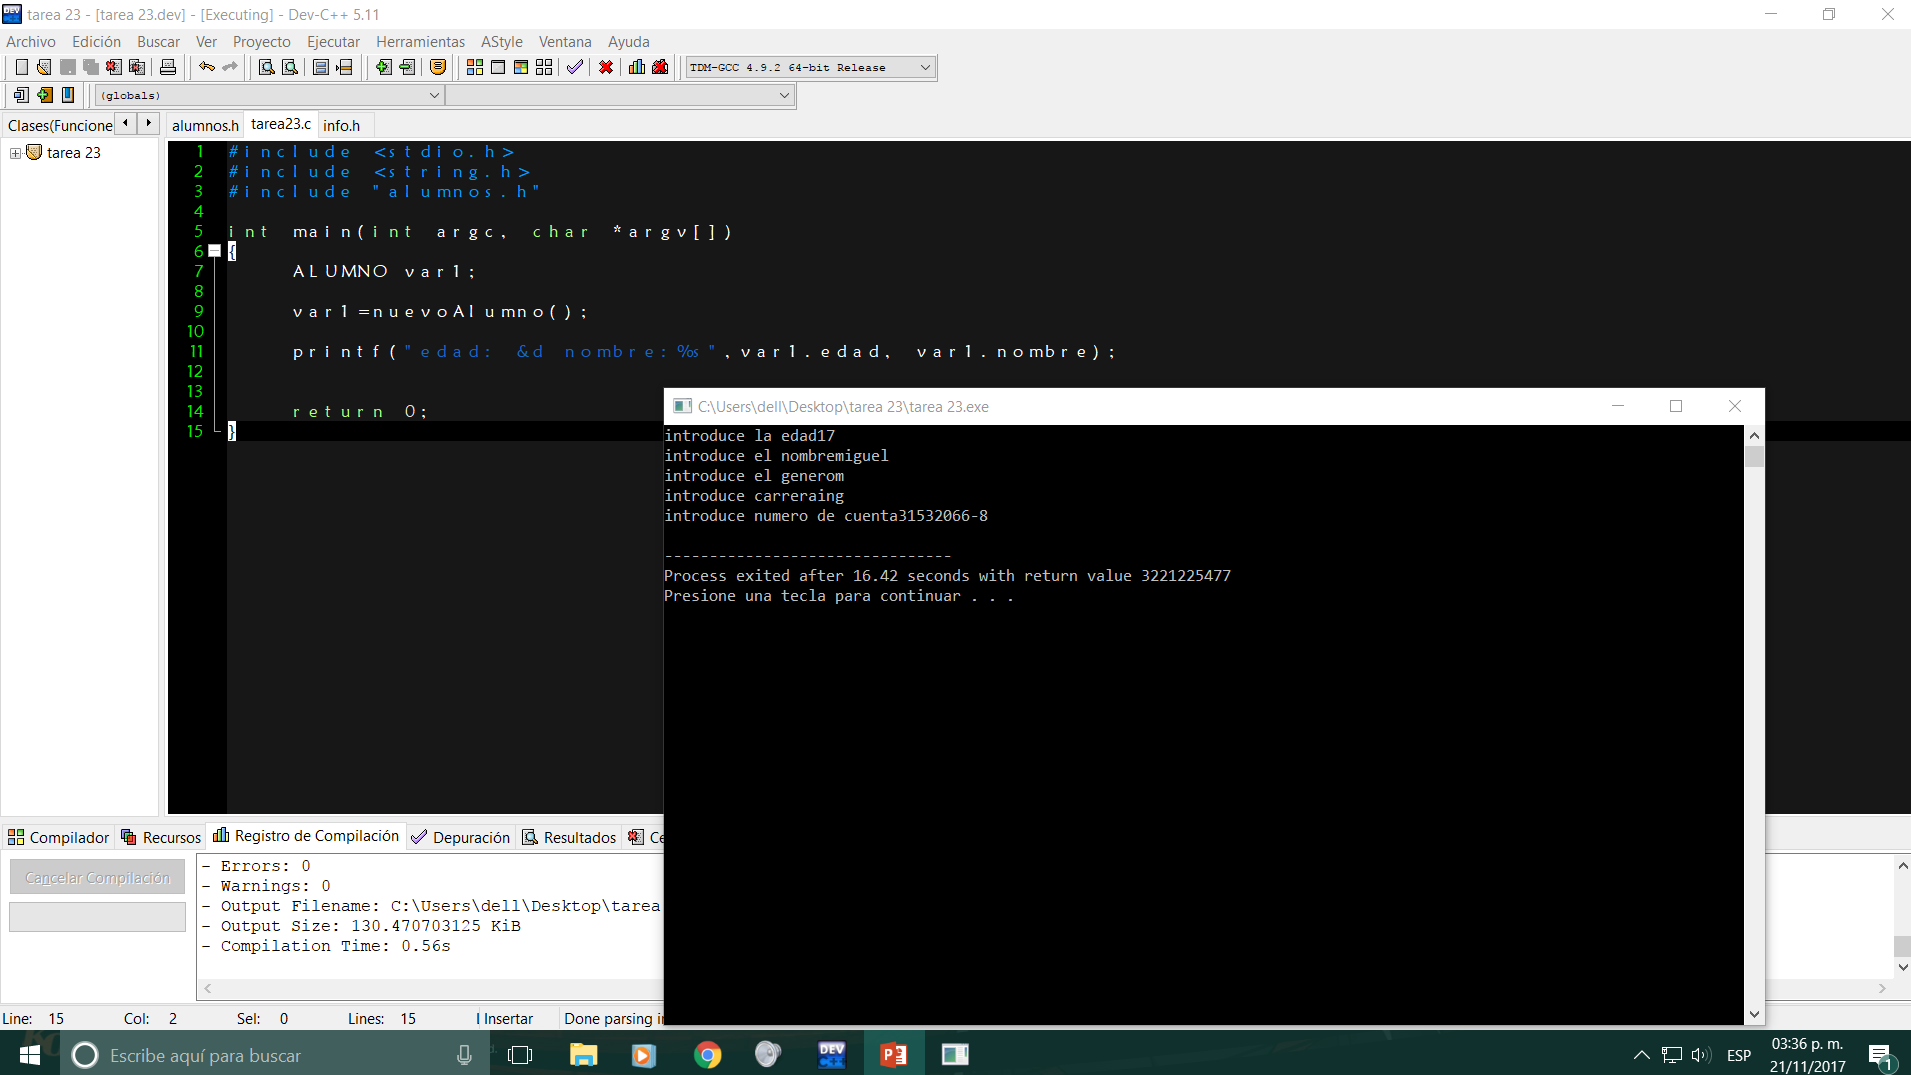 tarea 23 - [tarea 23.dev] - [Executing] - Dev-C++ 5.11
Archivo Edición Buscar Ver Proyecto Ejecutar Herramientas AStyle Ventana Ayuda
TDM-GCC 4.9.2 64-bit Release
(globals)
Clases(Funcione
alumnos.h tarea23.c info.h
tarea 23
1 #include <stdio.h>
2 #include <string.h>
3 #include "alumnos.h"
4
5 int main(int argc, char *argv[])
6 {
7 ALUMNO var1;
8
9 var1=nuevoAlumno();
10
11 printf("edad: &d nombre:%s",var1.edad, var1.nombre);
12
13
14 return 0;
15 }
C:\Users\dell\Desktop\tarea 23\tarea 23.exe
introduce la edad17
introduce el nombremiguel
introduce el generom
introduce carreraing
introduce numero de cuenta31532066-8
--------------------------------
Process exited after 16.42 seconds with return value 3221225477
Presione una tecla para continuar . . .
Compilador Recursos Registro de Compilación Depuración Resultados Ce
Cancelar Compilación
- Errors: 0
- Warnings: 0
- Output Filename: C:\Users\dell\Desktop\tarea
- Output Size: 130.470703125 KiB
- Compilation Time: 0.56s
Line: 15 Col: 2 Sel: 0 Lines: 15 Insertar Done parsing in
Escribe aquí para buscar
DEV C++
ESP
03:36 p. m.
21/11/2017
1